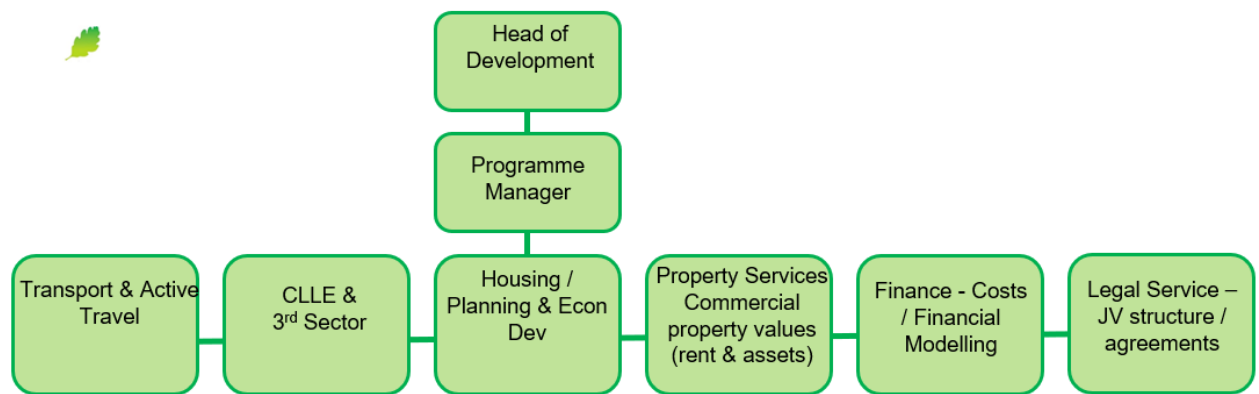 Head of
Development
Programme
Manager
Transport & Active
Travel
CLLE &
3rd Sector
Housing /
Planning & Econ
Dev
Property Services
Commercial
property values
(rent & assets)
Finance - Costs
/ Financial
Modelling
Legal Service –
JV structure /
agreements